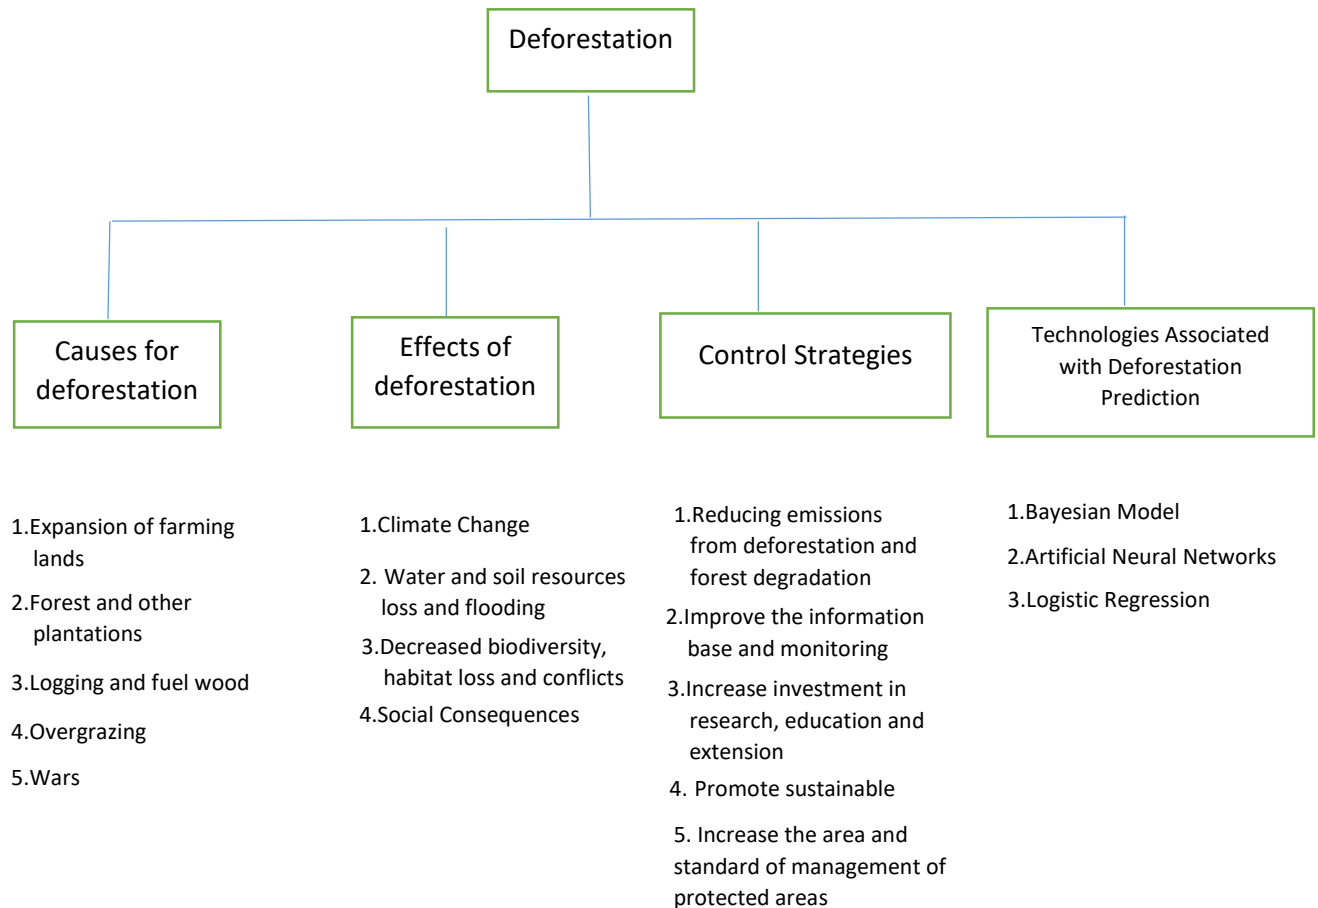 Deforestation
Causes for
deforestation
Effects of
deforestation
Control Strategies
Technologies Associated
with Deforestation
Prediction
1.Expansion of farming
lands
2.Forest and other
plantations
3.Logging and fuel wood
4.Overgrazing
5.Wars
1.Climate Change
2. Water and soil resources
loss and flooding
3.Decreased biodiversity,
habitat loss and conflicts
4.Social Consequences
1.Reducing emissions
from deforestation and
forest degradation
2.Improve the information
base and monitoring
3.Increase investment in
research, education and
extension
4. Promote sustainable
5. Increase the area and
standard of management of
protected areas
1.Bayesian Model
2.Artificial Neural Networks
3.Logistic Regression